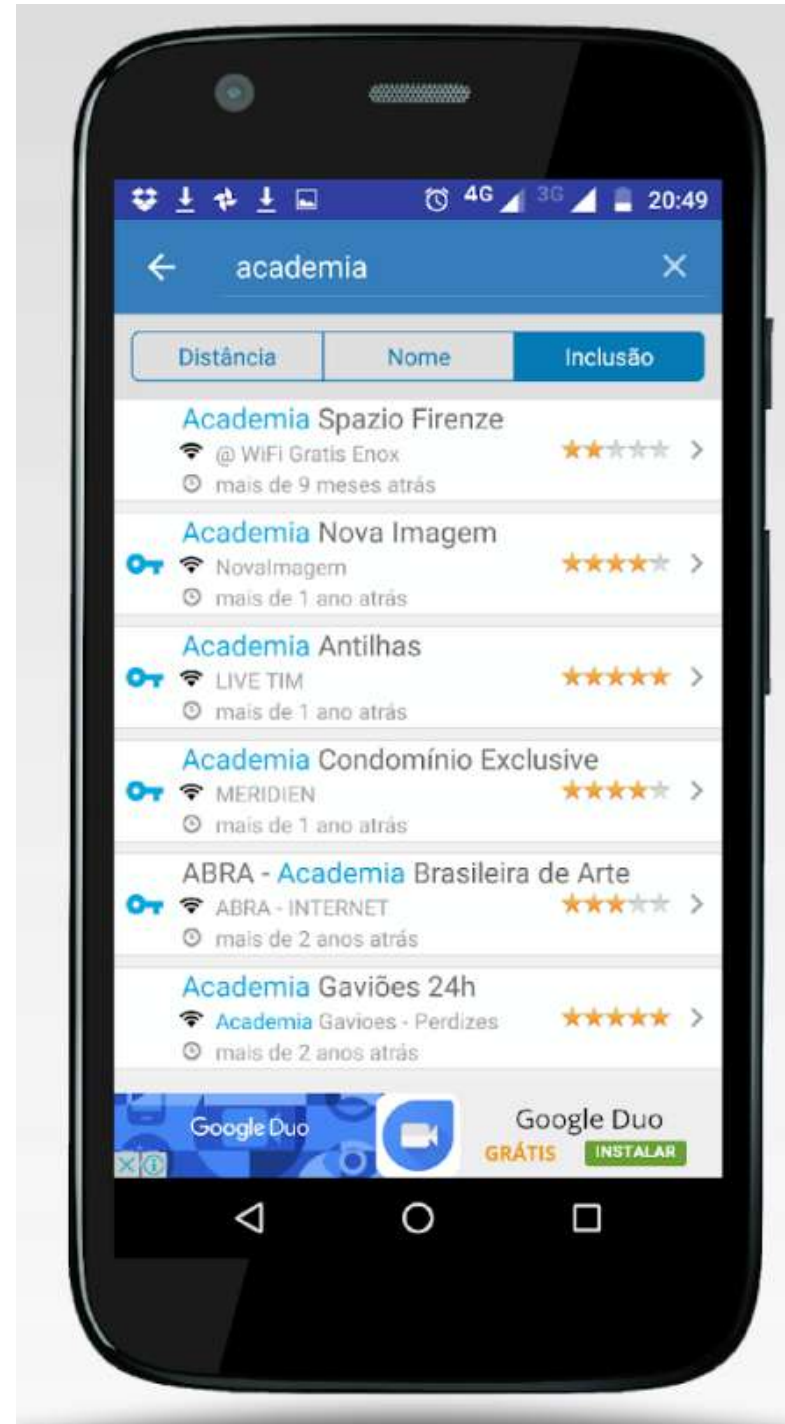 4G 3G 20:49
academia
Distância Nome Inclusão
Academia Spazio Firenze
@ WiFi Gratis Enox
mais de 9 meses atrás
Academia Nova Imagem
NovaImagem
mais de 1 ano atrás
Academia Antilhas
LIVE TIM
mais de 1 ano atrás
Academia Condomínio Exclusive
MERIDIEN
mais de 1 ano atrás
ABRA - Academia Brasileira de Arte
ABRA - INTERNET
mais de 2 anos atrás
Academia Gaviões 24h
Academia Gavioes - Perdizes
mais de 2 anos atrás
Google Duo
Google Duo
GRÁTIS INSTALAR